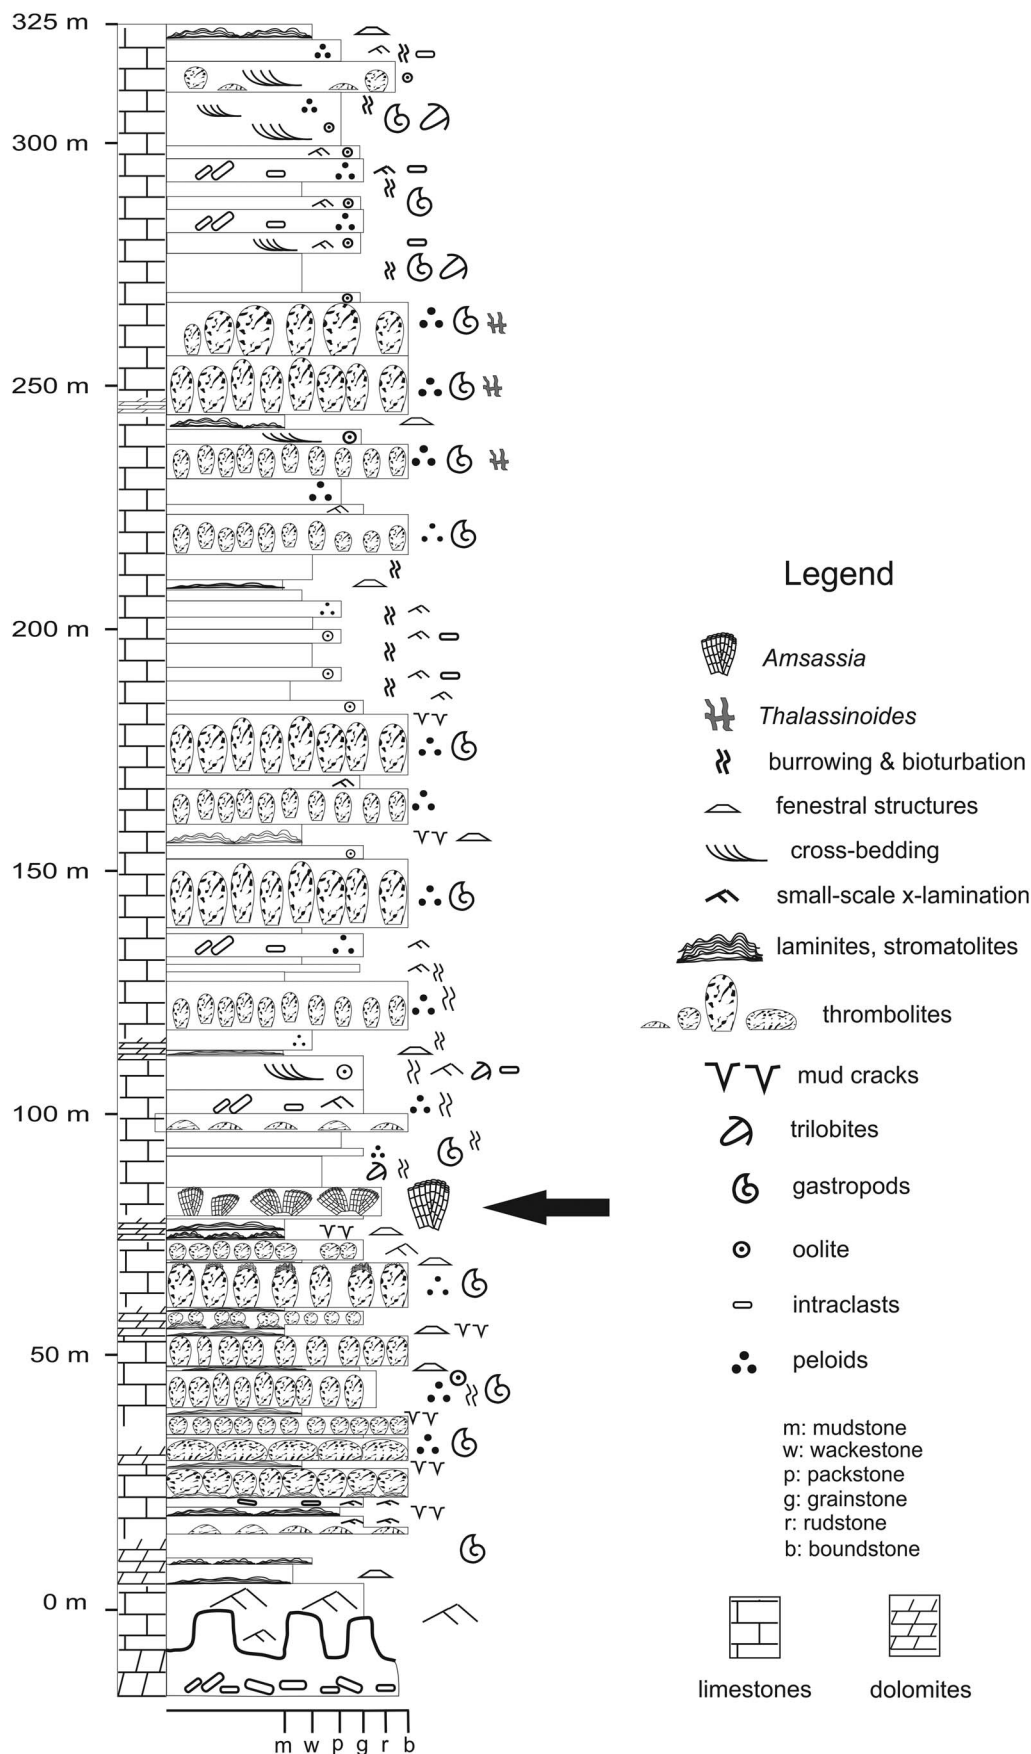 325 m
300 m
250 m
200 m
150 m
100 m
50 m
0 m
m w p g r b
Legend
Amsassia
Thalassinoides
burrowing & bioturbation
fenestral structures
cross-bedding
small-scale x-lamination
laminites, stromatolites
thrombolites
mud cracks
trilobites
gastropods
oolite
intraclasts
peloids
m: mudstone
w: wackestone
p: packstone
g: grainstone
r: rudstone
b: boundstone
limestones
dolomites